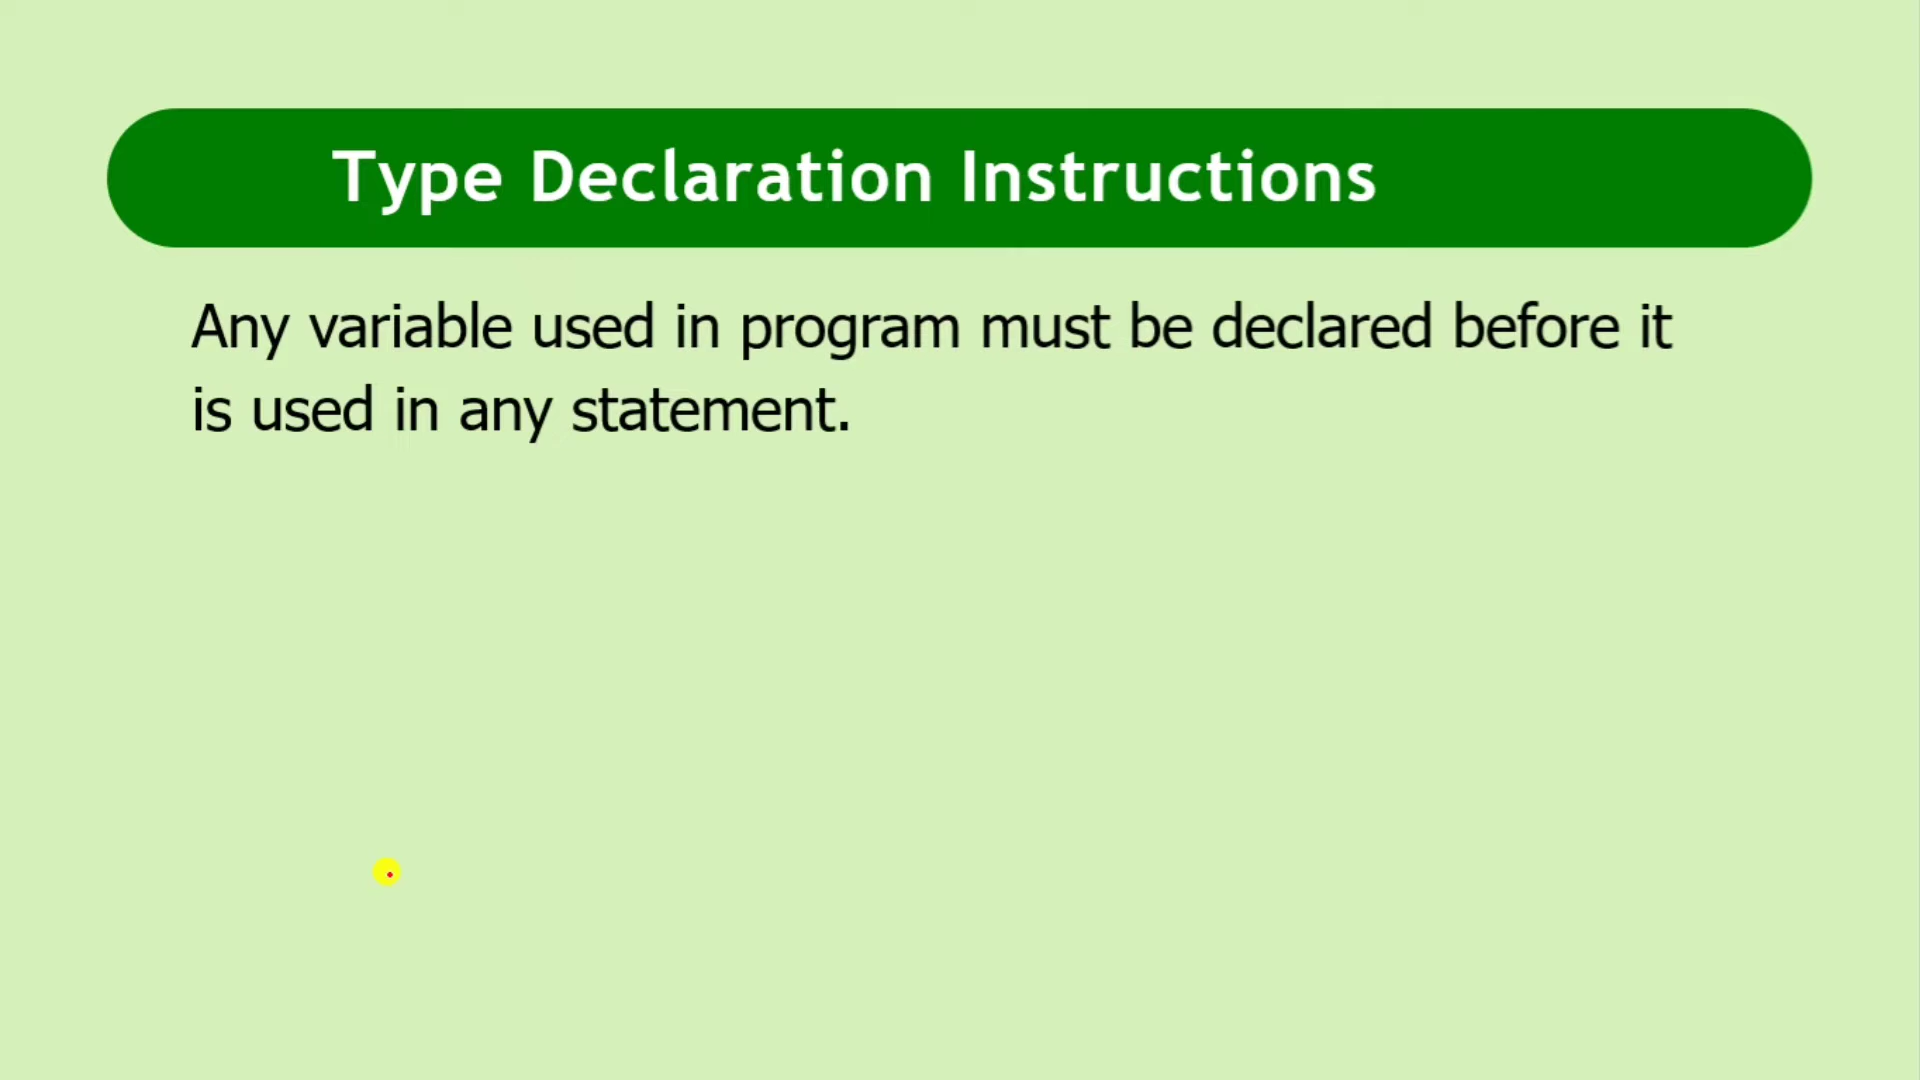 Type Declaration Instructions
Any variable used in program must be declared before it
is used in any statement.